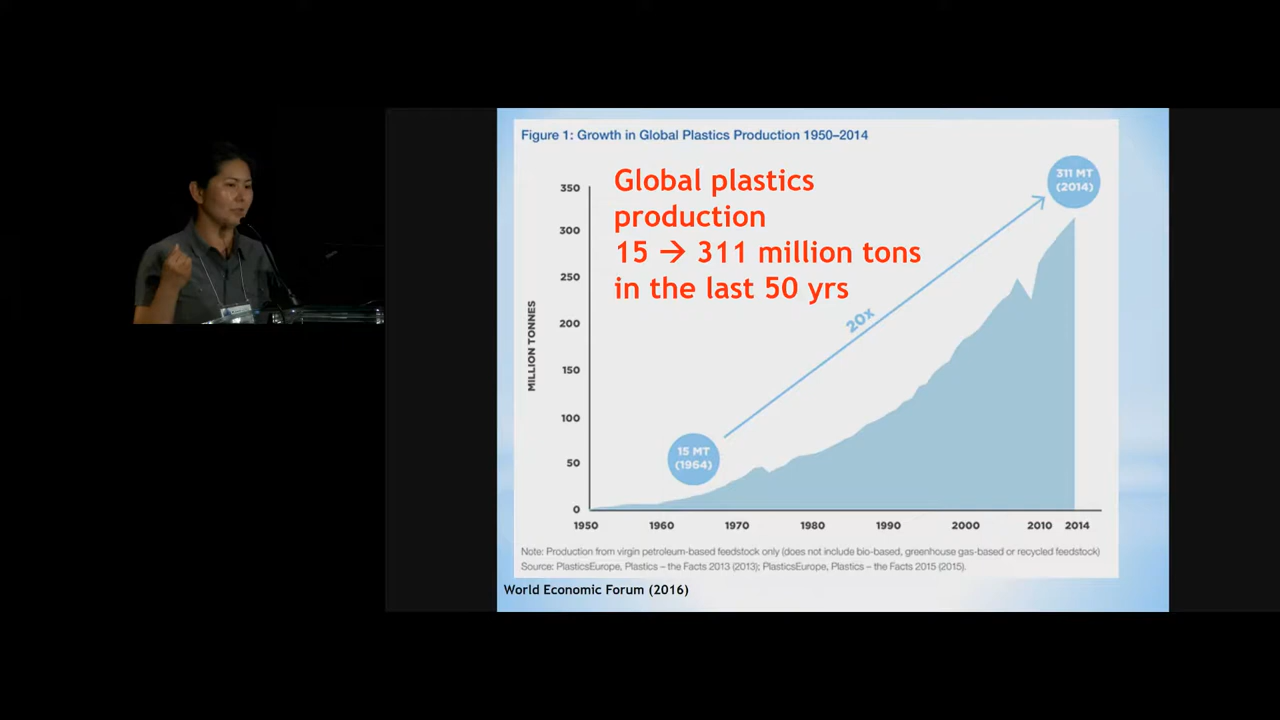 Figure 1: Growth in Global Plastics Production 1950–2014
Global plastics
production
15 → 311 million tons
in the last 50 yrs
311 MT
(2014)
20x
15 MT
(1964)
MILLION TONNES
350
300
250
200
150
100
50
0
1950 1960 1970 1980 1990 2000 2010 2014
Note: Production from virgin petroleum-based feedstock only (does not include bio-based, greenhouse gas-based or recycled feedstock)
Source: PlasticsEurope, Plastics – the Facts 2013 (2013); PlasticsEurope, Plastics – the Facts 2015 (2015).
World Economic Forum (2016)